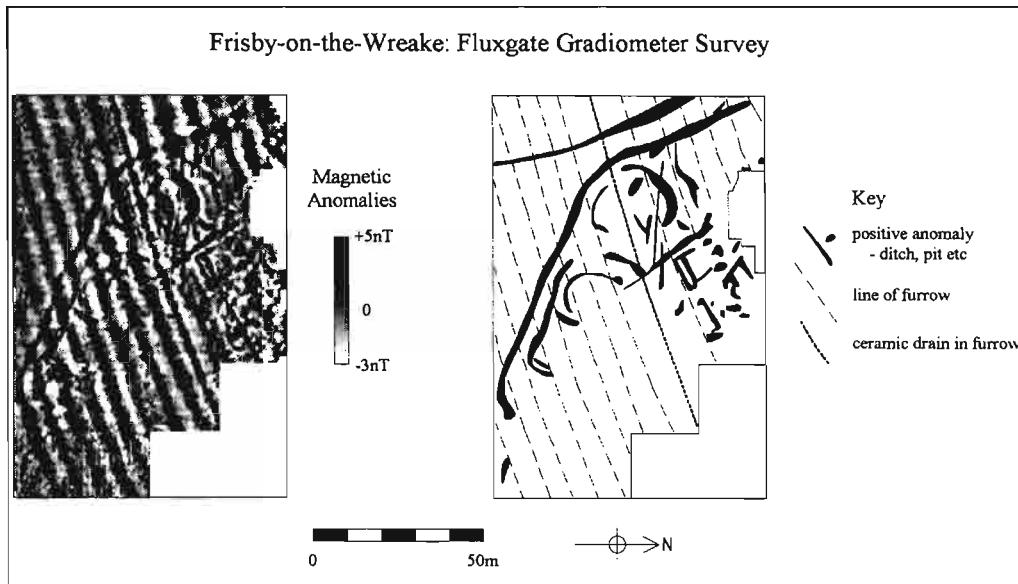 Frisby-on-the-Wreake: Fluxgate Gradiometer Survey
Magnetic
Anomalies
+5nT
0
-3nT
Key
positive anomaly
- ditch, pit etc
line of furrow
ceramic drain in furrow
0
50m
N